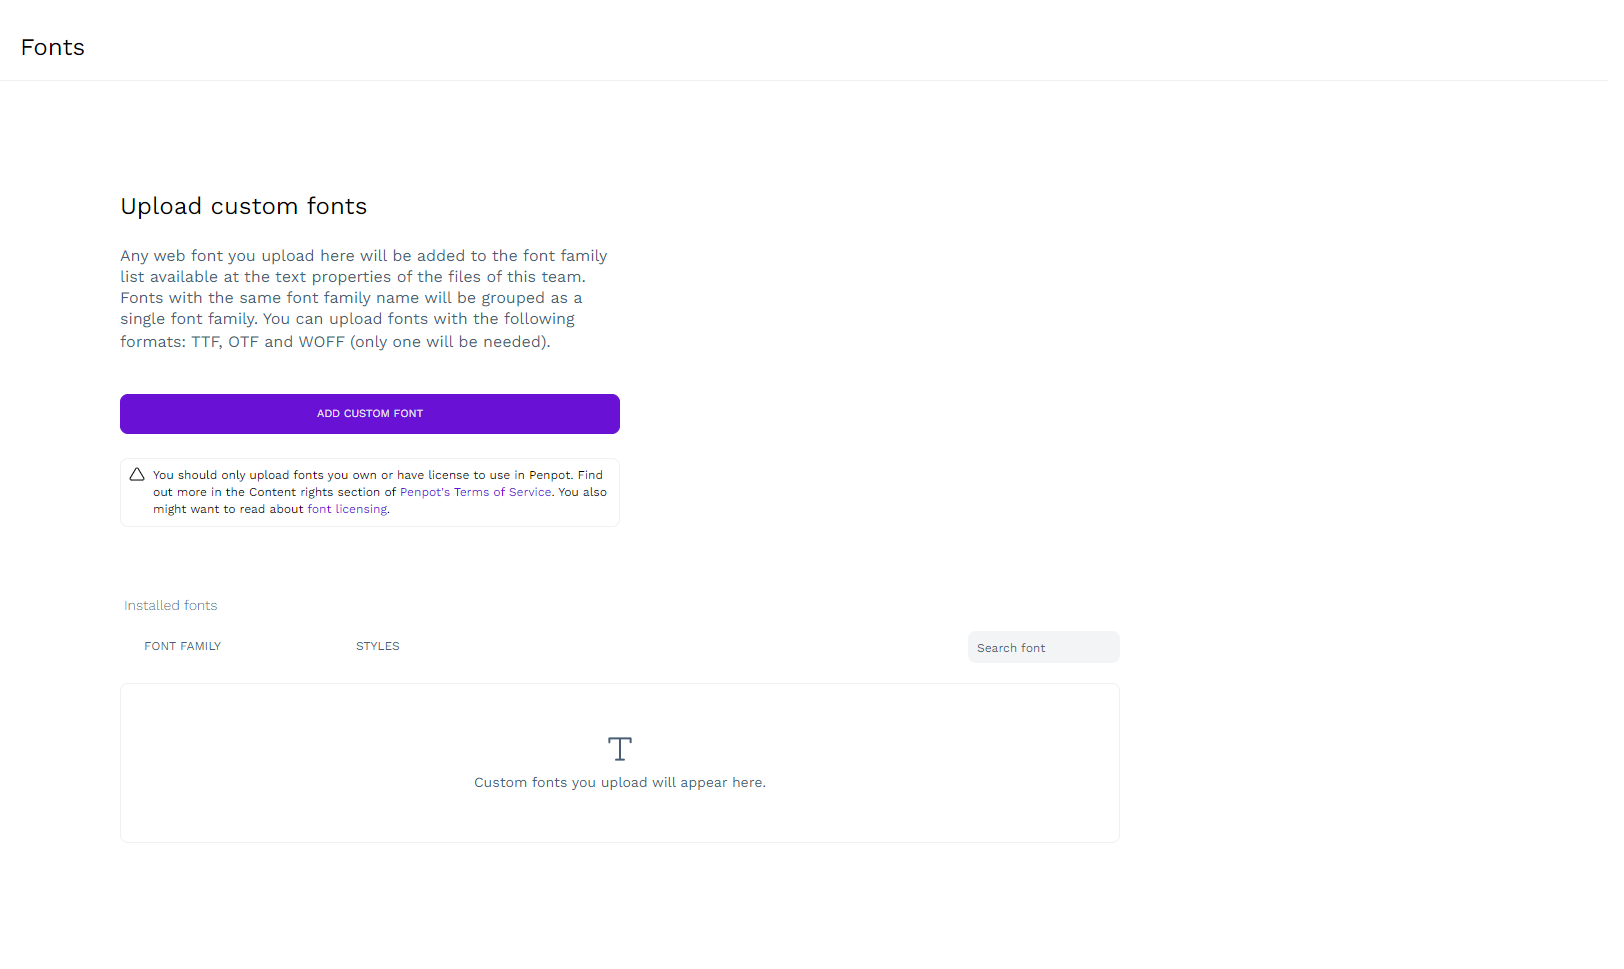 Fonts
Upload custom fonts
Any web font you upload here will be added to the font family
list available at the text properties of the files of this team.
Fonts with the same font family name will be grouped as a
single font family. You can upload fonts with the following
formats: TTF, OTF and WOFF (only one will be needed).
ADD CUSTOM FONT
You should only upload fonts you own or have license to use in Penpot. Find
out more in the Content rights section of Penpot's Terms of Service. You also
might want to read about font licensing.
Installed fonts
FONT FAMILY STYLES Search font
Custom fonts you upload will appear here.